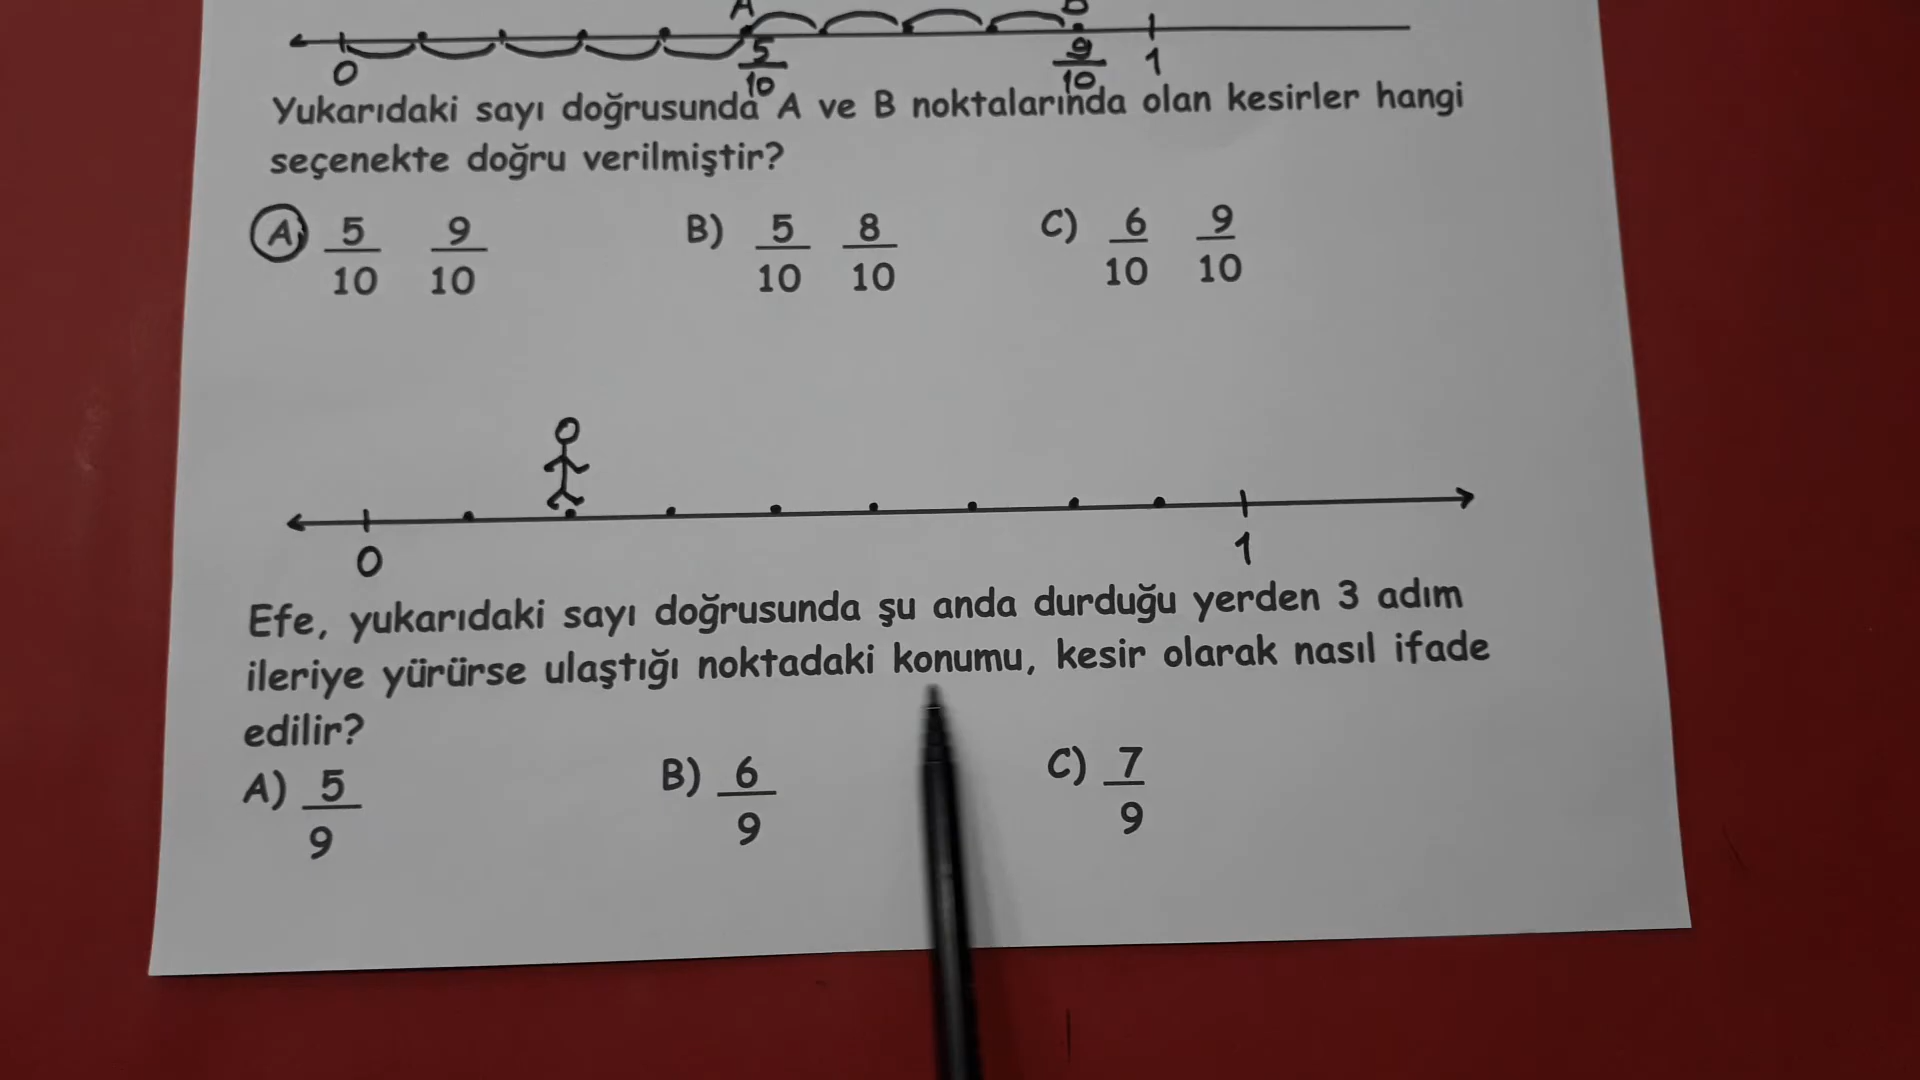 A B
0 5/10 9/10 1
Yukarıdaki sayı doğrusunda A ve B noktalarında olan kesirler hangi
seçenekte doğru verilmiştir?
A) 5/10 9/10 B) 5/10 8/10 C) 6/10 9/10
0 1
Efe, yukarıdaki sayı doğrusunda şu anda durduğu yerden 3 adım
ileriye yürürse ulaştığı noktadaki konumu, kesir olarak nasıl ifade
edilir?
A) 5/9 B) 6/9 C) 7/9